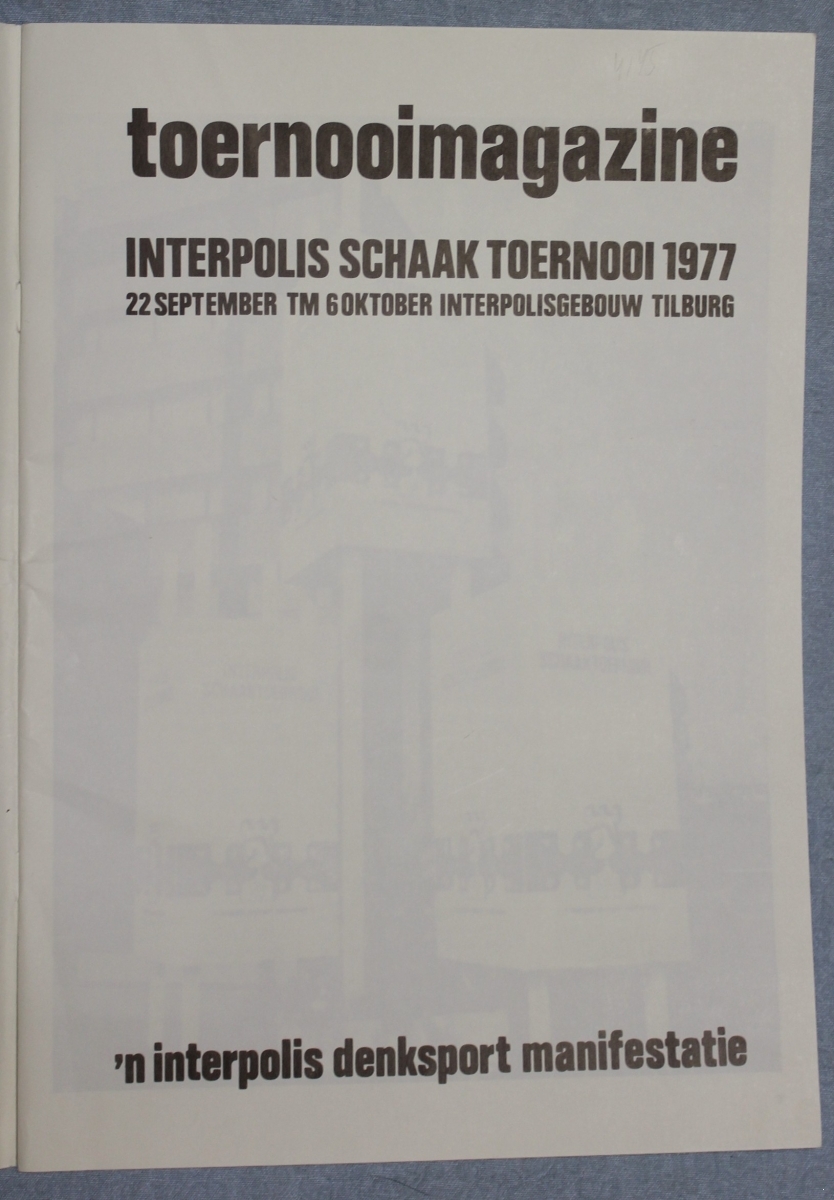 toernooimagazine
INTERPOLIS SCHAAK TOERNOOI 1977
22 SEPTEMBER TM 6 OKTOBER INTERPOLISGEBOUW TILBURG
'n interpolis denksport manifestatie